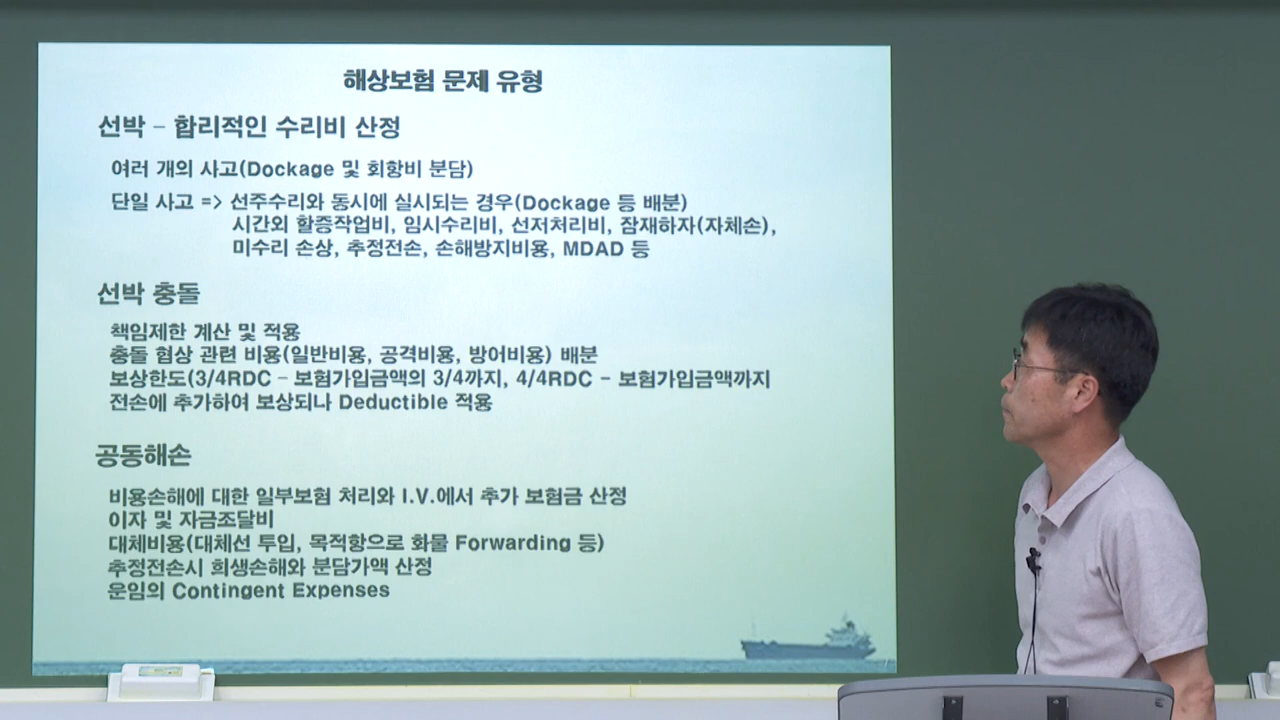 해상보험 문제 유형
선박 - 합리적인 수리비 산정
여러 개의 사고(Dockage 및 회항비 분담)
단일 사고 => 선주수리와 동시에 실시되는 경우(Dockage 등 배분)
시간외 할증작업비, 임시수리비, 선저처리비, 잠재하자(자체손),
미수리 손상, 추정전손, 손해방지비용, MDAD 등
선박 충돌
책임제한 계산 및 적용
충돌 협상 관련 비용(일반비용, 공격비용, 방어비용) 배분
보상한도(3/4RDC - 보험가입금액의 3/4까지, 4/4RDC - 보험가입금액까지
전손에 추가하여 보상되나 Deductible 적용
공동해손
비용손해에 대한 일부보험 처리와 I.V.에서 추가 보험금 산정
이자 및 자금조달비
대체비용(대체선 투입, 목적항으로 화물 Forwarding 등)
추정전손시 희생손해와 분담가액 산정
운임의 Contingent Expenses